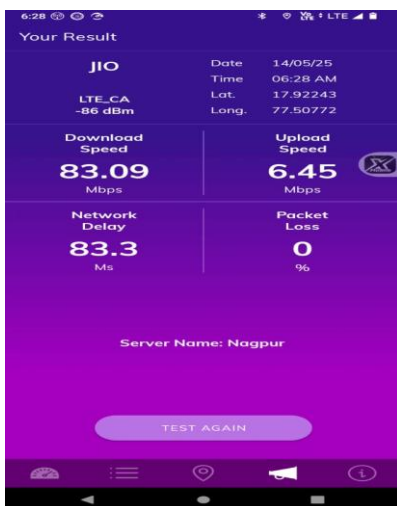 6:28
LTE
Your Result
JIO
LTE_CA
-86 dBm
Date 14/05/25
Time 06:28 AM
Lat. 17.92243
Long. 77.50772
Download
Speed
83.09
Mbps
Upload
Speed
6.45
Mbps
Network
Delay
83.3
Ms
Packet
Loss
0
%
Server Name: Nagpur
TEST AGAIN